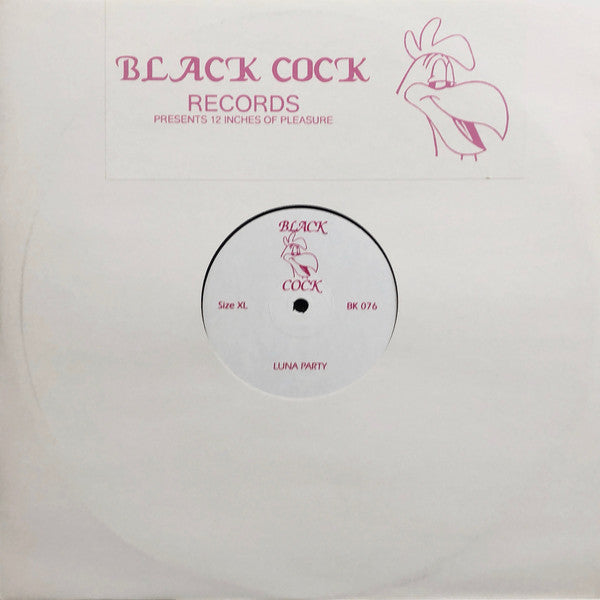 BLACK COCK
RECORDS
PRESENTS 12 INCHES OF PLEASURE
BLACK
COCK
Size XL
BK 076
LUNA PARTY